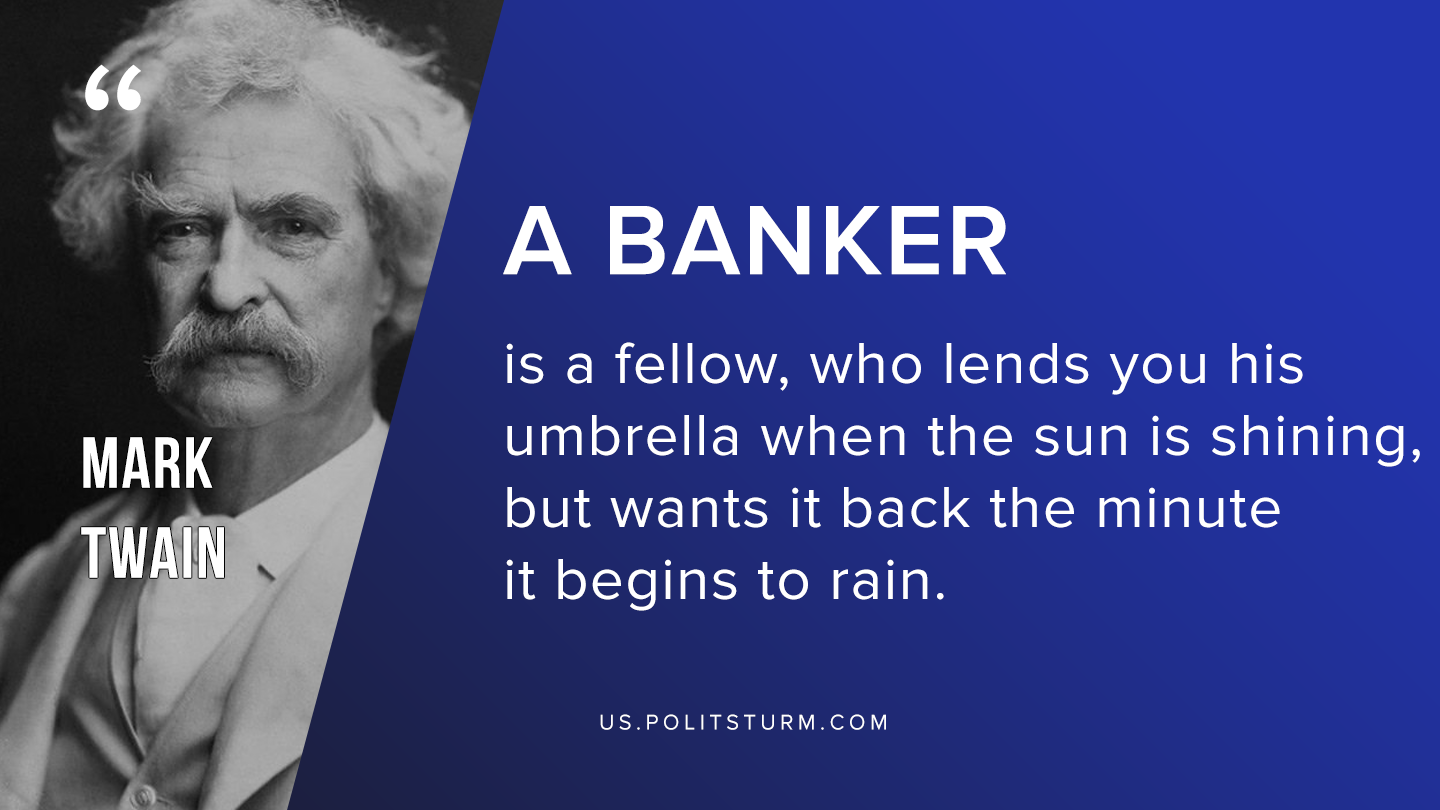 “
MARK
TWAIN
A BANKER
is a fellow, who lends you his
umbrella when the sun is shining,
but wants it back the minute
it begins to rain.
US.POLITSTURM.COM